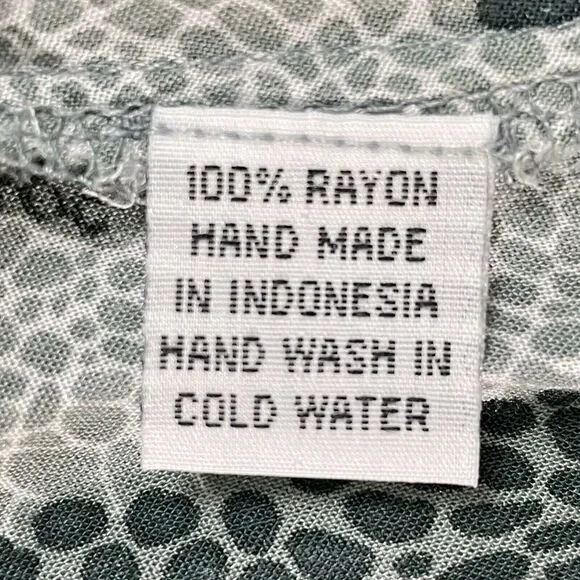 100% RAYON
HAND MADE
IN INDONESIA
HAND WASH IN
COLD WATER